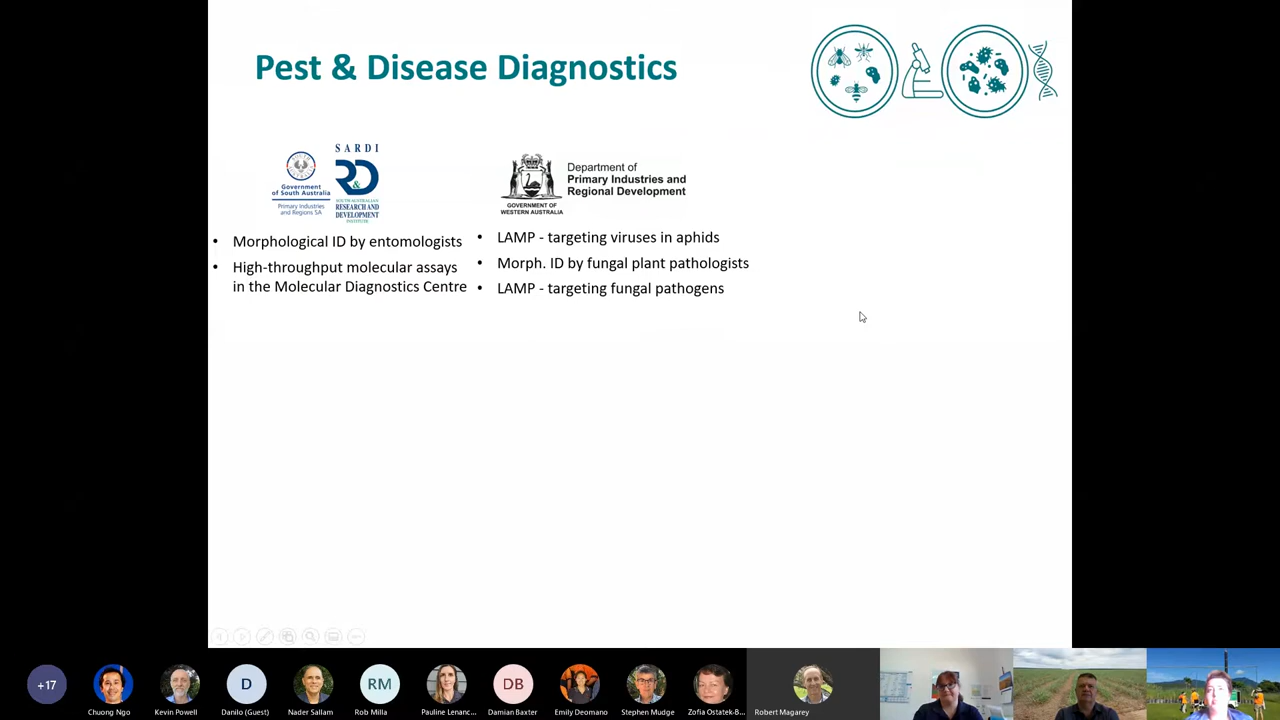 Pest & Disease Diagnostics
SARDI
Government
of South Australia
Primary Industries
and Regions SA
R&D
SOUTH AUSTRALIAN
RESEARCH AND
DEVELOPMENT
INSTITUTE
• Morphological ID by entomologists
• High-throughput molecular assays
in the Molecular Diagnostics Centre
GOVERNMENT OF
WESTERN AUSTRALIA
Department of
Primary Industries and
Regional Development
• LAMP - targeting viruses in aphids
• Morph. ID by fungal plant pathologists
• LAMP - targeting fungal pathogens
+17
Chuong Ngo
Kevin Powell
D
Danilo (Guest)
Nader Sallam
RM
Rob Milla
Pauline Lenanc...
DB
Damian Baxter
Emily Deomano
Stephen Mudge
Zofia Ostatek-B...
Robert Magarey